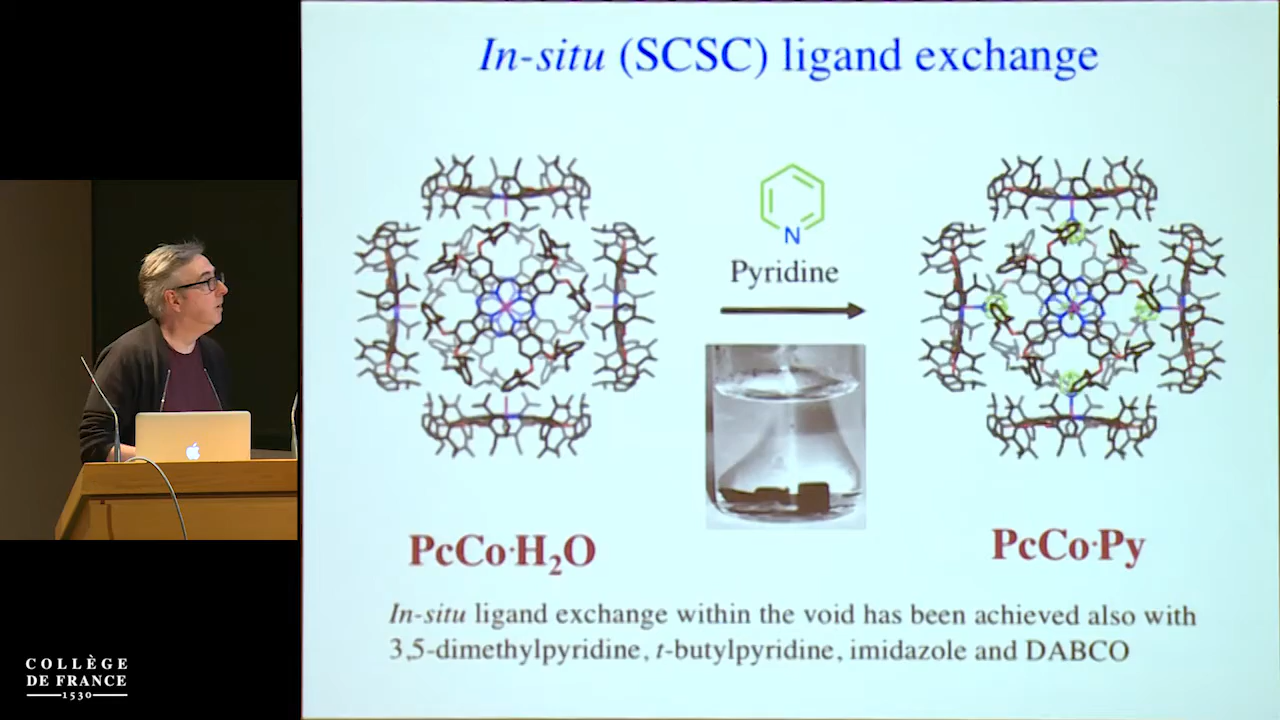 In-situ (SCSC) ligand exchange
N
Pyridine
PcCo·H₂O
PcCo·Py
In-situ ligand exchange within the void has been achieved also with
3,5-dimethylpyridine, t-butylpyridine, imidazole and DABCO
COLLÈGE
DE FRANCE
1530